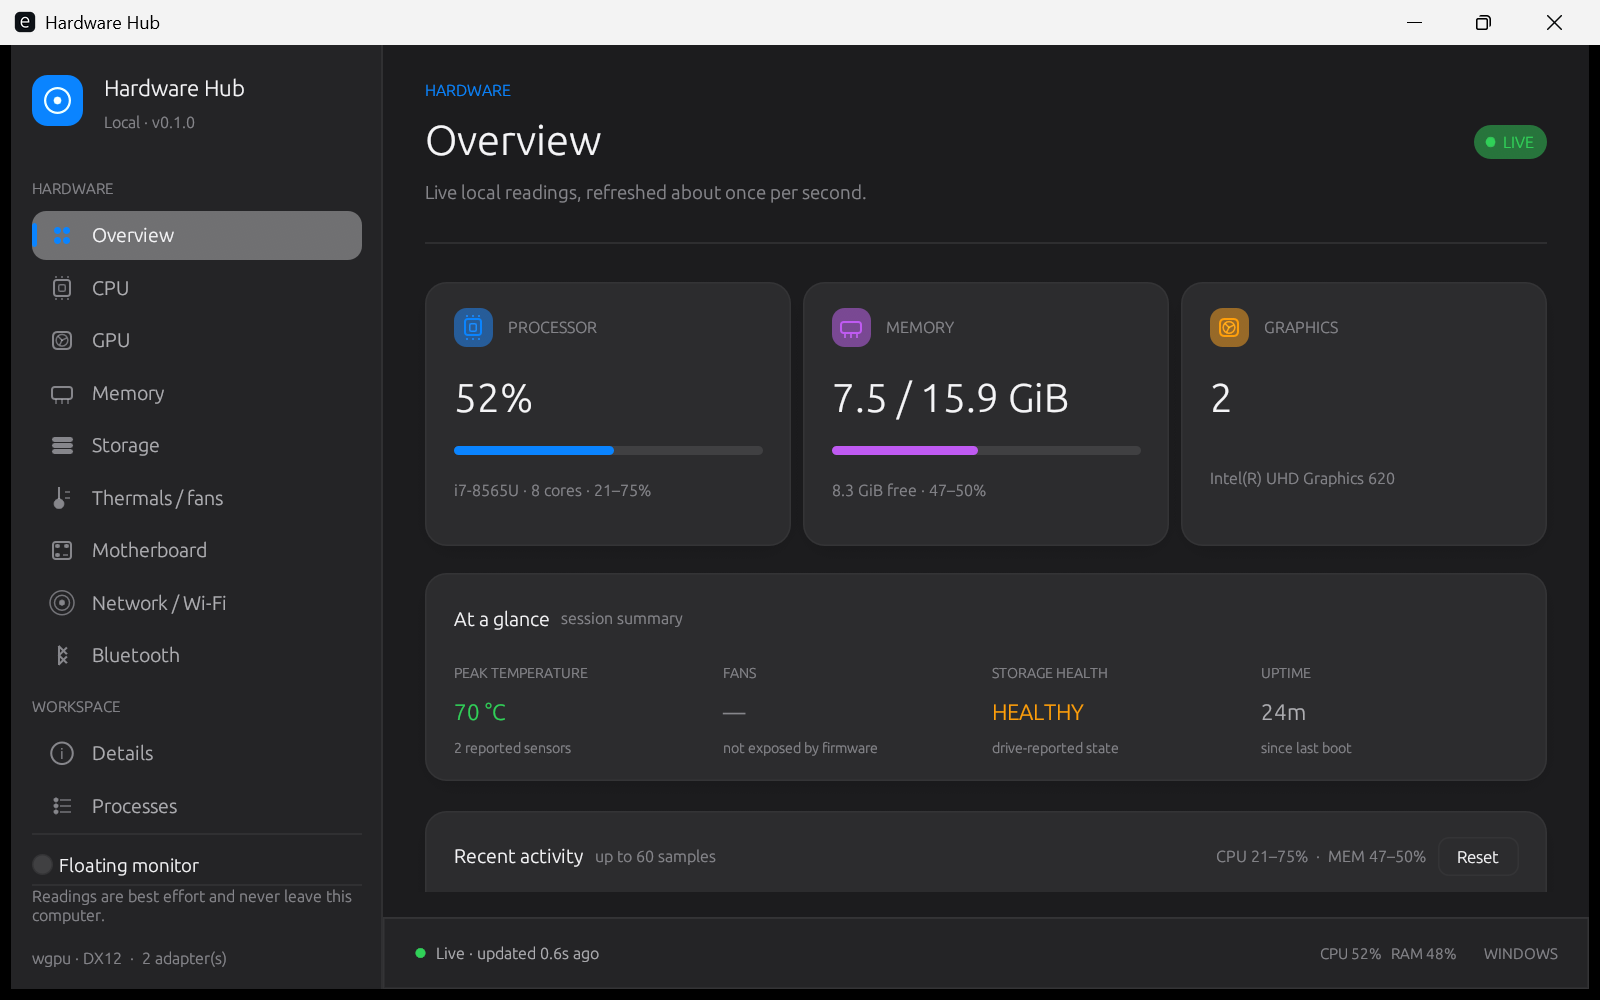 Hardware Hub
Hardware Hub
Local · v0.1.0
HARDWARE
Overview
CPU
GPU
Memory
Storage
Thermals / fans
Motherboard
Network / Wi-Fi
Bluetooth
WORKSPACE
Details
Processes
Floating monitor
Readings are best effort and never leave this
computer.
wgpu · DX12 · 2 adapter(s)
HARDWARE
Overview
LIVE
Live local readings, refreshed about once per second.
PROCESSOR
52%
i7-8565U · 8 cores · 21–75%
MEMORY
7.5 / 15.9 GiB
8.3 GiB free · 47–50%
GRAPHICS
2
Intel(R) UHD Graphics 620
At a glance session summary
PEAK TEMPERATURE
70 °C
2 reported sensors
FANS
—
not exposed by firmware
STORAGE HEALTH
HEALTHY
drive-reported state
UPTIME
24m
since last boot
Recent activity up to 60 samples
CPU 21–75% · MEM 47–50%
Reset
Live · updated 0.6s ago
CPU 52% RAM 48% WINDOWS